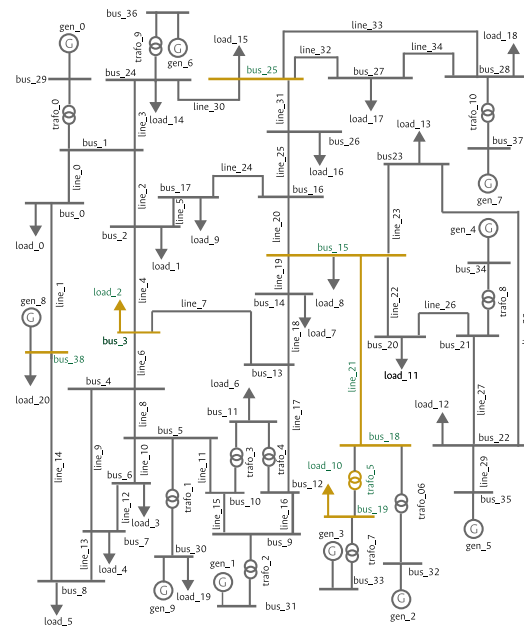 bus_36
gen_0
G
trafo_9
G
gen_6
load_15
line_33
load_18
line_32
line_34
bus_29
bus_24
bus_25
bus_27
bus_28
trafo_0
line_30
load_14
line_3
line_31
load_17
trafo_10
load_13
bus_37
bus_1
line_25
bus_26
load_16
bus23
line_0
line_2
bus_17
line_24
line_5
bus_16
G
gen_7
bus_0
load_0
bus_2
load_9
load_1
line_20
line_23
gen_4
G
bus_15
line_19
load_8
bus_34
line_1
line_4
line_22
trafo_8
gen_8
G
load_2
line_7
bus_14
line_18
load_7
line_26
bus_3
bus_20
bus_21
load_11
bus_38
load_20
line_6
bus_13
line_21
bus_4
load_6
line_17
line_27
load_12
line_8
bus_11
bus_5
bus_18
bus_22
line_9
line_10
line_11
trafo_3
trafo_4
load_10
trafo_5
line_14
bus_6
bus_12
line_29
line_12
load_3
trafo_1
bus_10
line_15
line_16
bus_19
trafo_06
bus_35
line_13
bus_7
bus_9
gen_3
G
trafo_7
G
gen_5
load_4
bus_30
gen_1
G
trafo_2
bus_33
bus_32
bus_8
G
gen_9
load_19
bus_31
G
gen_2
load_5